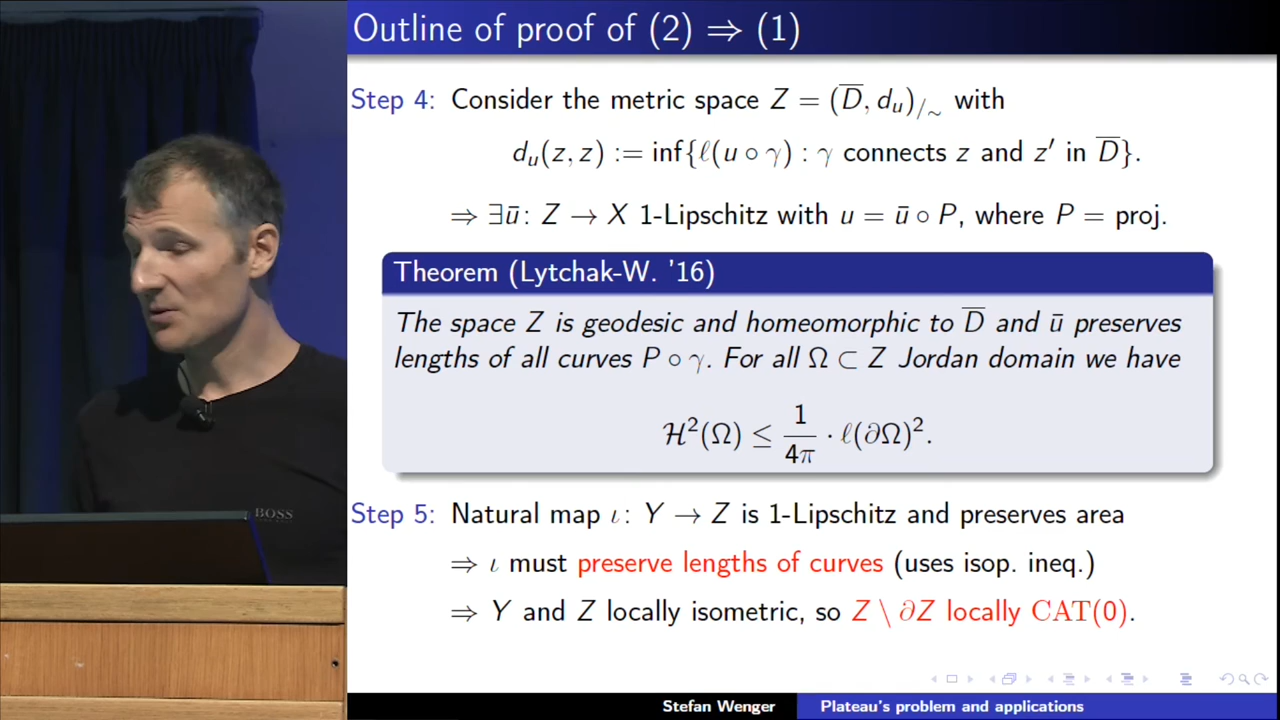 Outline of proof of (2) ⇒ (1)
Step 4: Consider the metric space Z = (D̅, d_u)_{/∼} with
d_u(z, z) := inf{ℓ(u ∘ γ) : γ connects z and z′ in D̅}.
⇒ ∃ū: Z → X 1-Lipschitz with u = ū ∘ P, where P = proj.
Theorem (Lytchak-W. '16)
The space Z is geodesic and homeomorphic to D̅ and ū preserves
lengths of all curves P ∘ γ. For all Ω ⊂ Z Jordan domain we have
ℋ²(Ω) ≤ 1/4π · ℓ(∂Ω)².
Step 5: Natural map ι: Y → Z is 1-Lipschitz and preserves area
⇒ ι must preserve lengths of curves (uses isop. ineq.)
⇒ Y and Z locally isometric, so Z \ ∂Z locally CAT(0).
BOSS
Stefan Wenger
Plateau's problem and applications